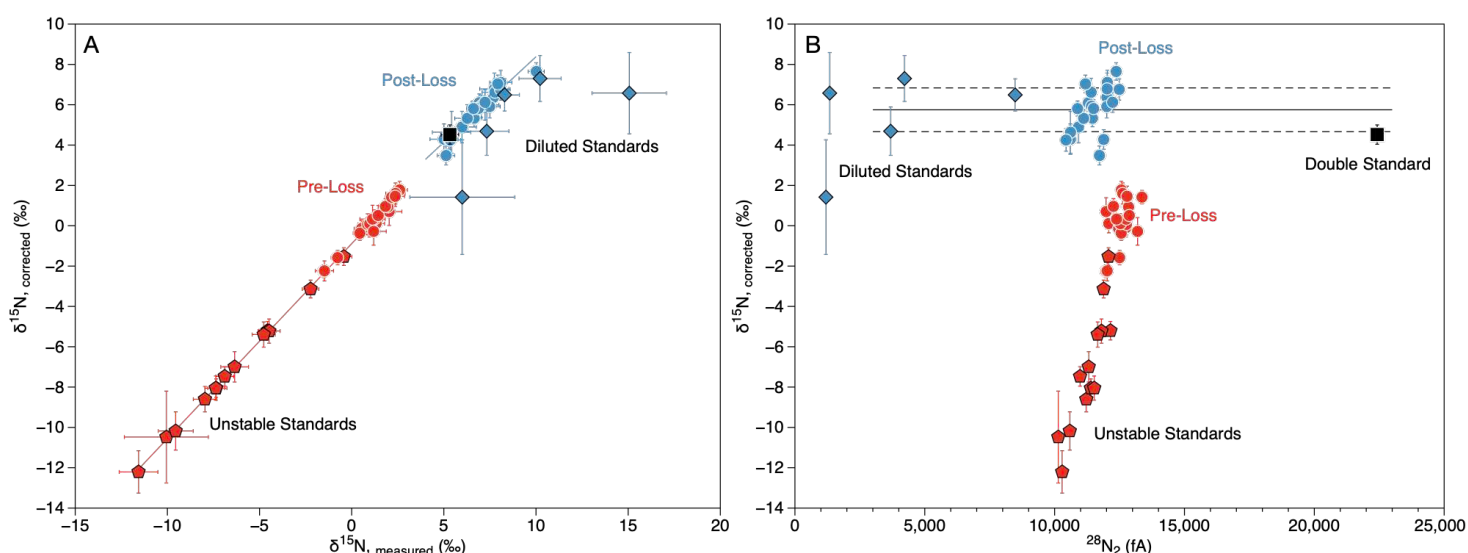 A
10
8
6
4
2
0
−2
−4
−6
−8
−10
−12
−14
δ¹⁵N, corrected (‰)
Post-Loss
Diluted Standards
Pre-Loss
Unstable Standards
−15
−10
−5
0
5
10
15
20
δ¹⁵N, measured (‰)
B
10
8
6
4
2
0
−2
−4
−6
−8
−10
−12
−14
δ¹⁵N, corrected (‰)
Post-Loss
Diluted Standards
Double Standard
Pre-Loss
Unstable Standards
0
5,000
10,000
15,000
20,000
25,000
²⁸N₂ (fA)